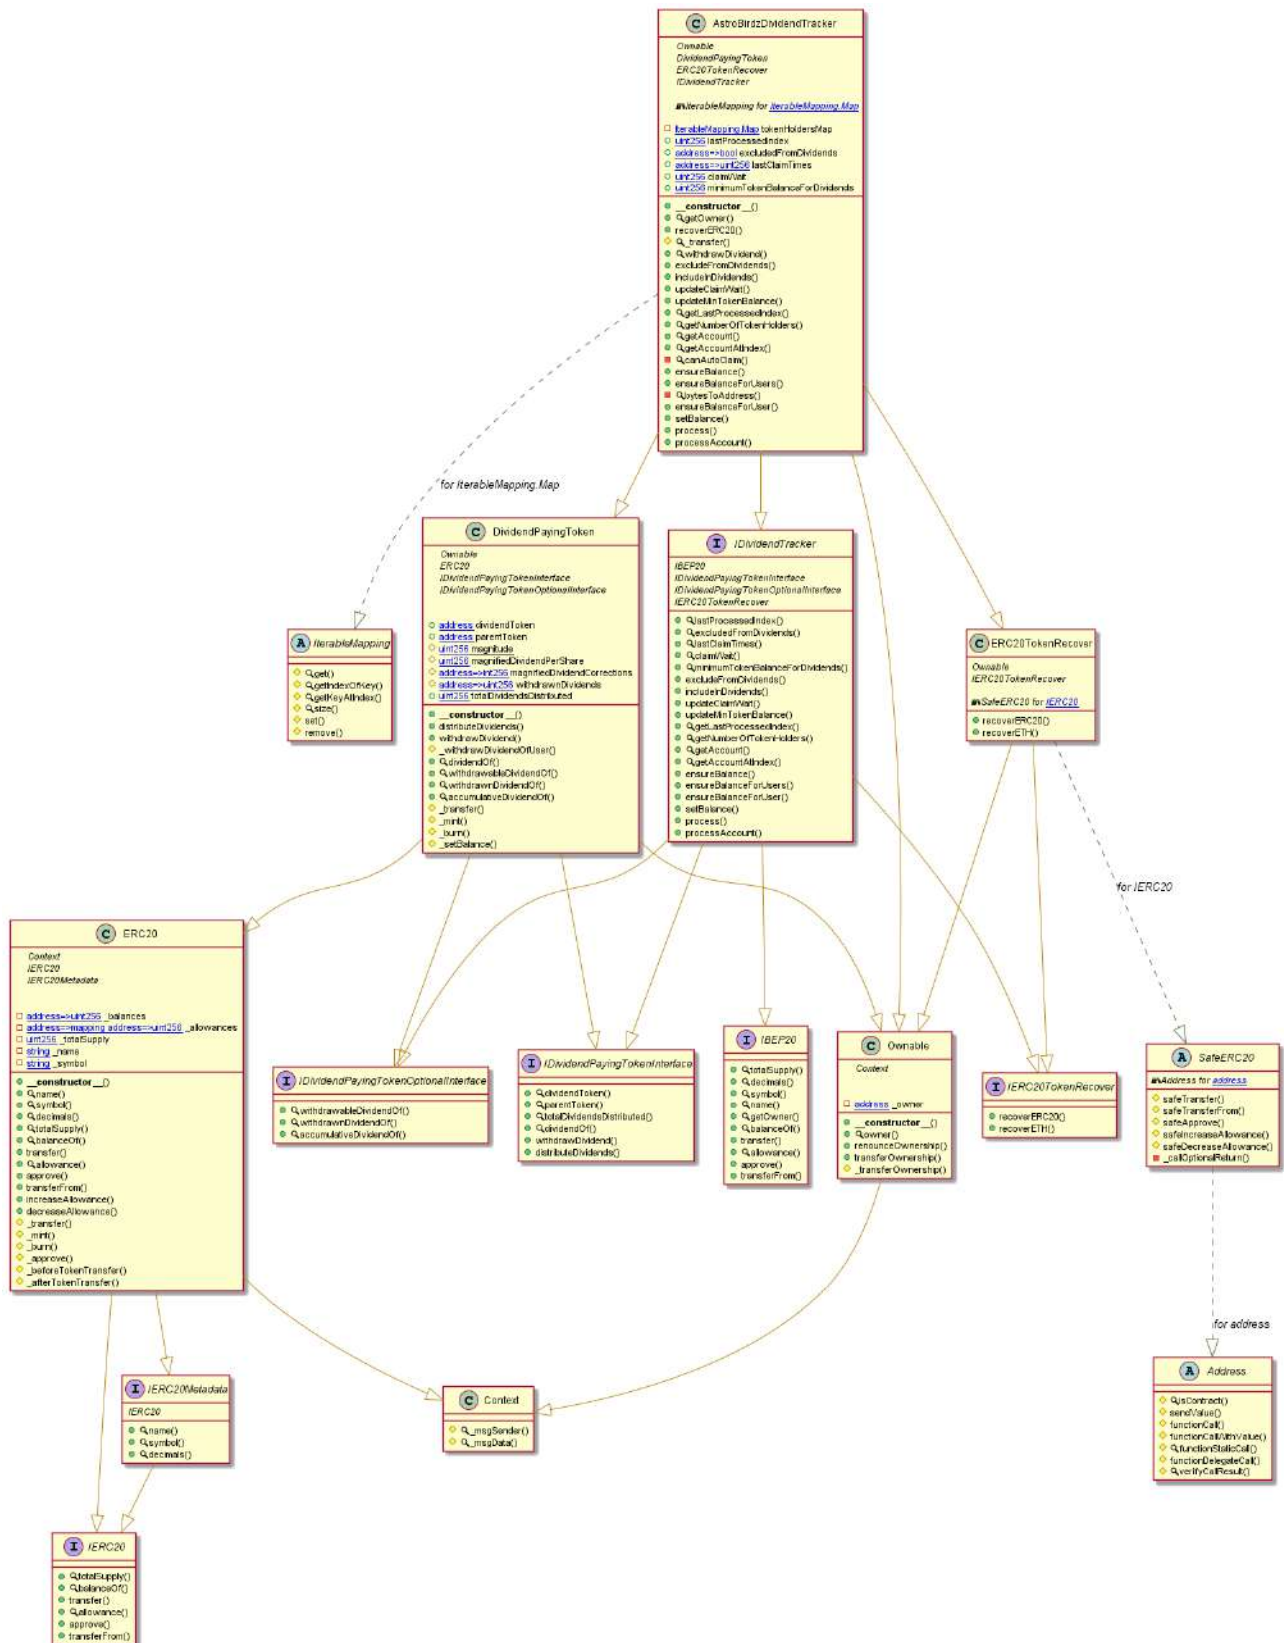 C AstroBirdzDividendTracker
Ownable
DividendPayingToken
ERC20TokenRecover
IDividendTracker
IterableMapping for IterableMapping.Map
IterableMapping.Map tokenHoldersMap
uint256 lastProcessedIndex
address=>bool excludedFromDividends
address=>uint256 lastClaimTimes
uint256 claimWait
uint256 minimumTokenBalanceForDividends
__constructor__()
getOwner()
recoverERC20()
_transfer()
withdrawDividend()
excludeFromDividends()
includeInDividends()
updateClaimWait()
updateMinTokenBalance()
getLastProcessedIndex()
getNumberOfTokenHolders()
getAccount()
getAccountAtIndex()
canAutoClaim()
ensureBalance()
ensureBalanceForUsers()
bytesToAddress()
ensureBalanceForUser()
setBalance()
process()
processAccount()
for IterableMapping.Map
C DividendPayingToken
Ownable
ERC20
IDividendPayingTokenInterface
IDividendPayingTokenOptionalInterface
address dividendToken
address parentToken
uint256 magnitude
uint256 magnifiedDividendPerShare
address=>int256 magnifiedDividendCorrections
address=>uint256 withdrawnDividends
uint256 totalDividendsDistributed
__constructor__()
distributeDividends()
withdrawDividend()
_withdrawDividendOfUser()
dividendOf()
withdrawableDividendOf()
withdrawnDividendOf()
accumulativeDividendOf()
_transfer()
_mint()
_burn()
_setBalance()
I IDividendTracker
IBEP20
IDividendPayingTokenInterface
IDividendPayingTokenOptionalInterface
IERC20TokenRecover
lastProcessedIndex()
excludedFromDividends()
lastClaimTimes()
claimWait()
minimumTokenBalanceForDividends()
excludeFromDividends()
includeInDividends()
updateClaimWait()
updateMinTokenBalance()
getLastProcessedIndex()
getNumberOfTokenHolders()
getAccount()
getAccountAtIndex()
ensureBalance()
ensureBalanceForUsers()
ensureBalanceForUser()
setBalance()
process()
processAccount()
A IterableMapping
get()
getIndexOfKey()
getKeyAtIndex()
size()
set()
remove()
C ERC20TokenRecover
Ownable
IERC20TokenRecover
SafeERC20 for IERC20
recoverERC20()
recoverETH()
for IERC20
C ERC20
Context
IERC20
IERC20Metadata
address=>uint256 _balances
address=>mapping address=>uint256 _allowances
uint256 _totalSupply
string _name
string _symbol
__constructor__()
name()
symbol()
decimals()
totalSupply()
balanceOf()
transfer()
allowance()
approve()
transferFrom()
increaseAllowance()
decreaseAllowance()
_transfer()
_mint()
_burn()
_approve()
_beforeTokenTransfer()
_afterTokenTransfer()
I IDividendPayingTokenOptionalInterface
withdrawableDividendOf()
withdrawnDividendOf()
accumulativeDividendOf()
I IDividendPayingTokenInterface
dividendToken()
parentToken()
totalDividendsDistributed()
dividendOf()
withdrawDividend()
distributeDividends()
I IBEP20
totalSupply()
decimals()
symbol()
name()
getOwner()
balanceOf()
transfer()
allowance()
approve()
transferFrom()
C Ownable
Context
address _owner
__constructor__()
owner()
renounceOwnership()
transferOwnership()
_transferOwnership()
I IERC20TokenRecover
recoverERC20()
recoverETH()
A SafeERC20
Address for address
safeTransfer()
safeTransferFrom()
safeApprove()
safeIncreaseAllowance()
safeDecreaseAllowance()
_callOptionalReturn()
for address
I IERC20Metadata
IERC20
name()
symbol()
decimals()
C Context
_msgSender()
_msgData()
A Address
isContract()
sendValue()
functionCall()
functionCallWithValue()
functionStaticCall()
functionDelegateCall()
verifyCallResult()
I IERC20
totalSupply()
balanceOf()
transfer()
allowance()
approve()
transferFrom()